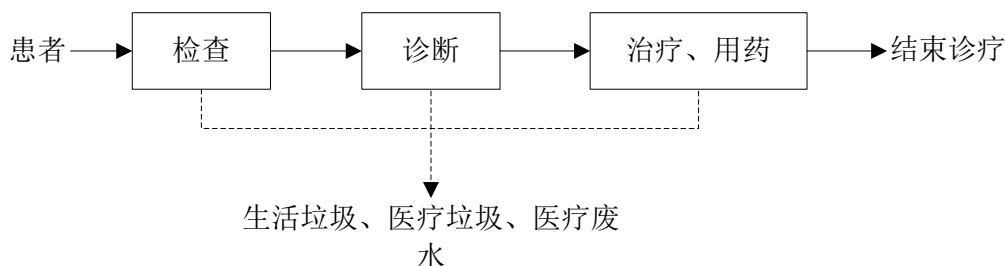 患者
检查
诊断
治疗、用药
结束诊疗
生活垃圾、医疗垃圾、医疗废
水